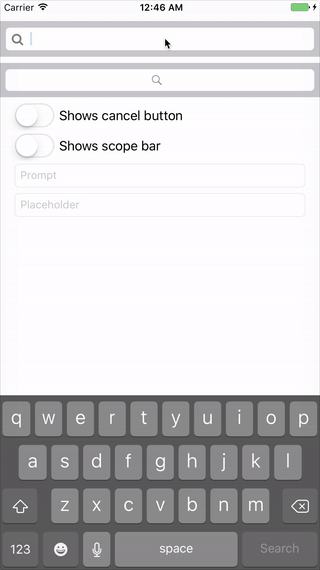 Carrier 12:46 AM
Shows cancel button
Shows scope bar
Prompt
Placeholder
q w e r t y u i o p
a s d f g h j k l
z x c v b n m
123 space Search